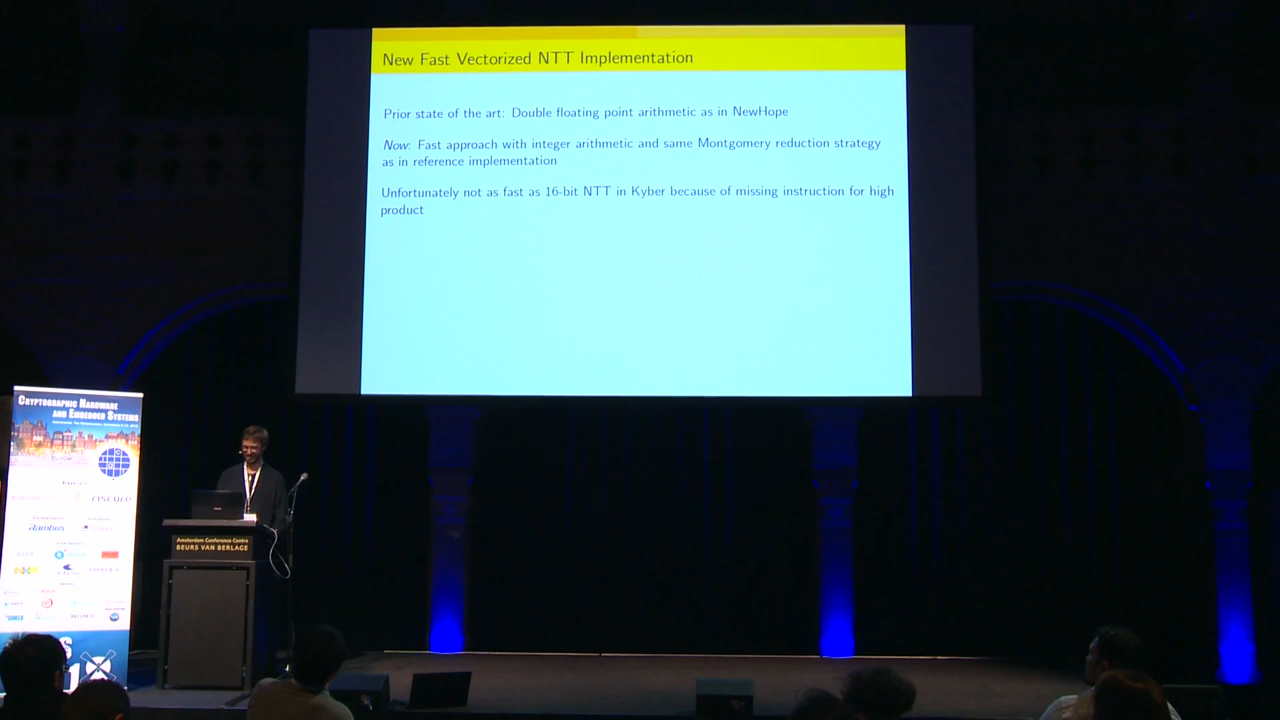 New Fast Vectorized NTT Implementation
Prior state of the art: Double floating point arithmetic as in NewHope
Now: Fast approach with integer arithmetic and same Montgomery reduction strategy
as in reference implementation
Unfortunately not as fast as 16-bit NTT in Kyber because of missing instruction for high
product
CRYPTOGRAPHIC HARDWARE
AND EMBEDDED SYSTEMS
riscure
Rambus
Amsterdam Conference Centre
BEURS VAN BERLAGE